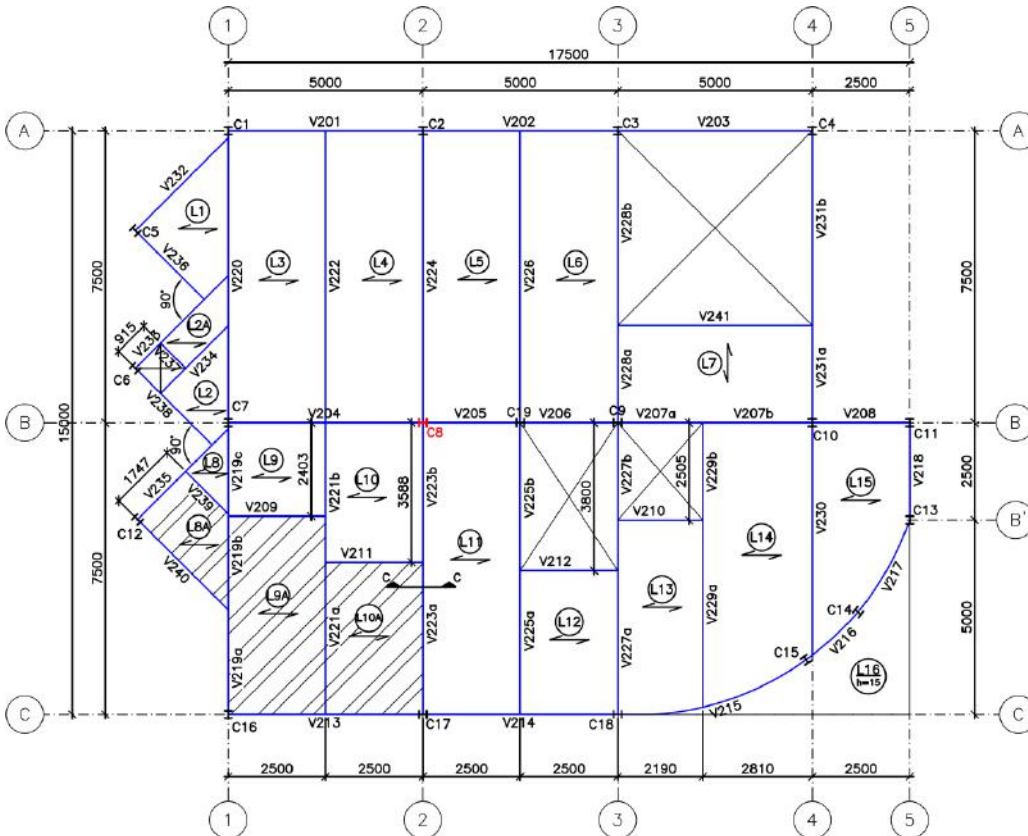 1 2 3 4 5
17500
5000 5000 5000 2500
A C1 V201 C2 V202 C3 V203 C4 A
V232
L1
C5
V236
V220 L3 V222 L4 V224 L5 V226 L6 V228b V231b
7500 7500
90°
915 V233 L2A
V237 V234
C6
V241
V228a L7 V231a
V238 L2
C7
B V204 V205 C19 V206 C9 V207a V207b V208 B
15000
C8 C10 C11
90°
L8 V219c L9 2403 L10 V221b 3588 V223b V225b 3800 V227b 2505 V229b L15 V218 2500
1747 V235 V239
V209
C12 V210 V230 C13 B'
L8A V219b L11 L14
V240
V211 V212
C C
V217
L9A L10A L12 L13
V221a V223a V225a V227a V229a
C14
V216
7500 5000
C15
L16
h=15
V219a
C C16 V213 C17 V214 C18 V215 C
2500 2500 2500 2500 2190 2810 2500
1 2 3 4 5